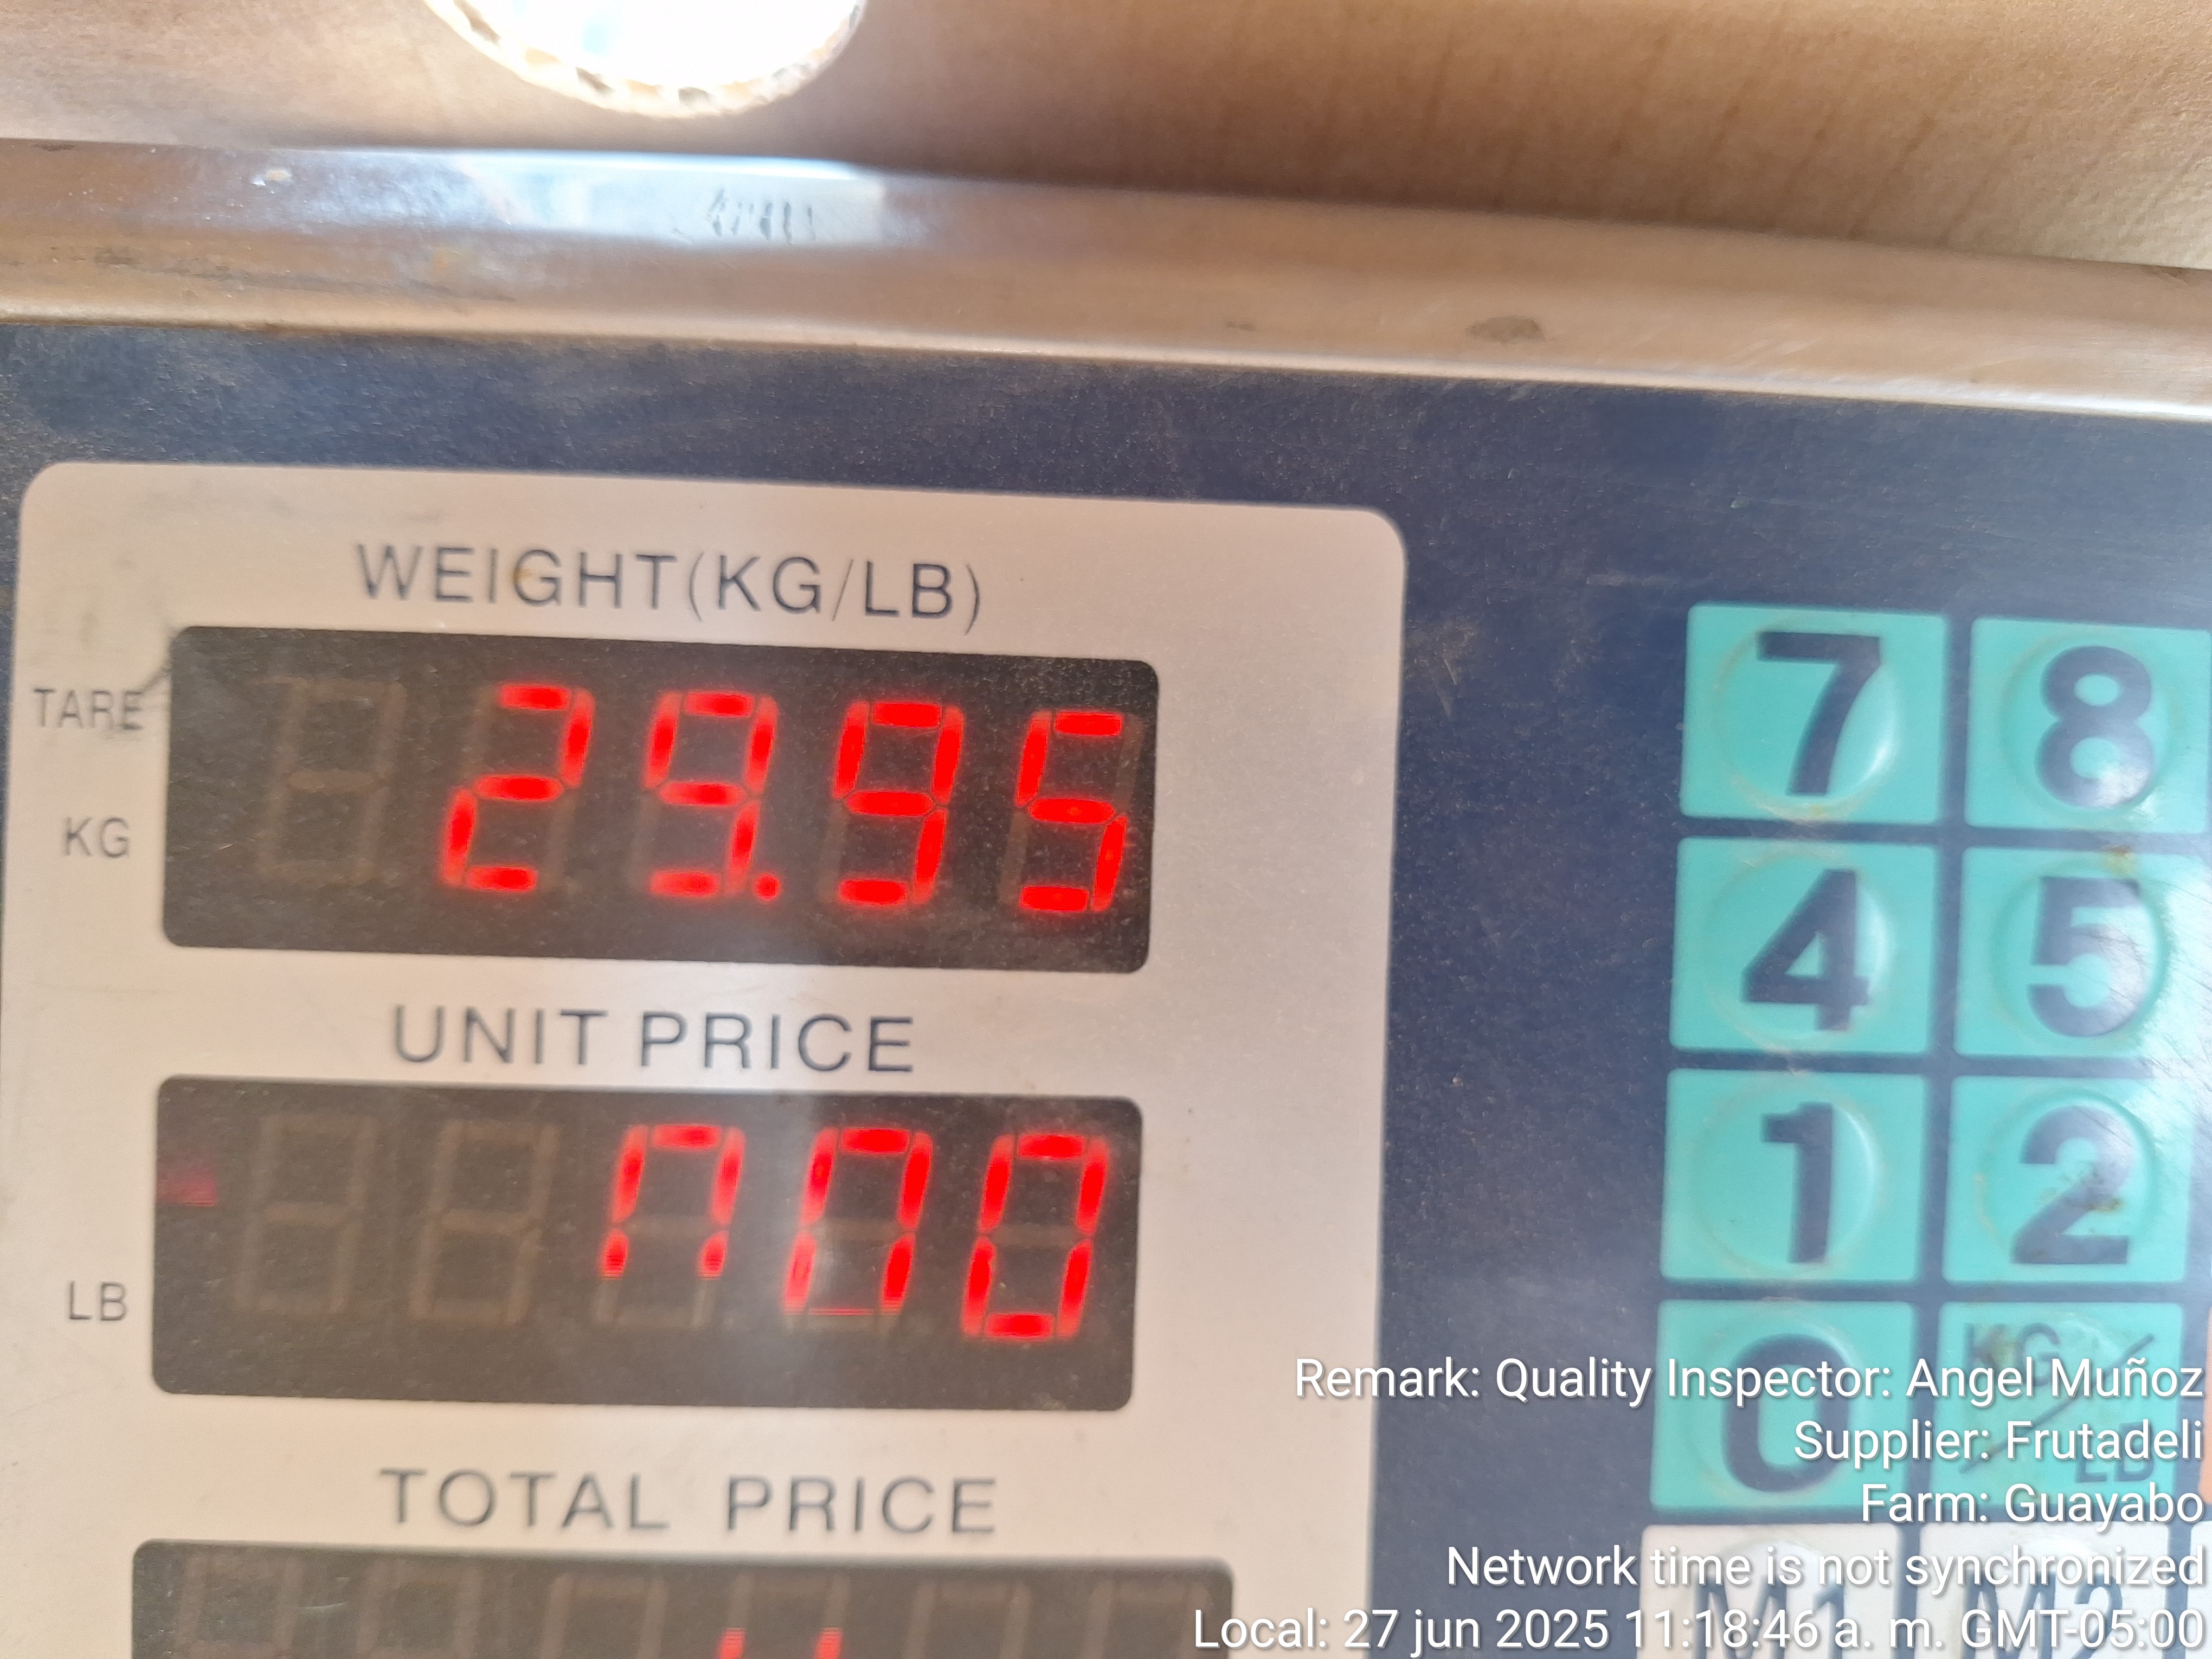 WEIGHT(KG/LB)
TARE
KG
29.95
UNIT PRICE
LB
TOTAL PRICE
7 8
4 5
1 2
0 KG/LB
M1 M2
Remark: Quality Inspector: Angel Muñoz
Supplier: Frutadeli
Farm: Guayabo
Network time is not synchronized
Local: 27 jun 2025 11:18:46 a. m. GMT-05:00